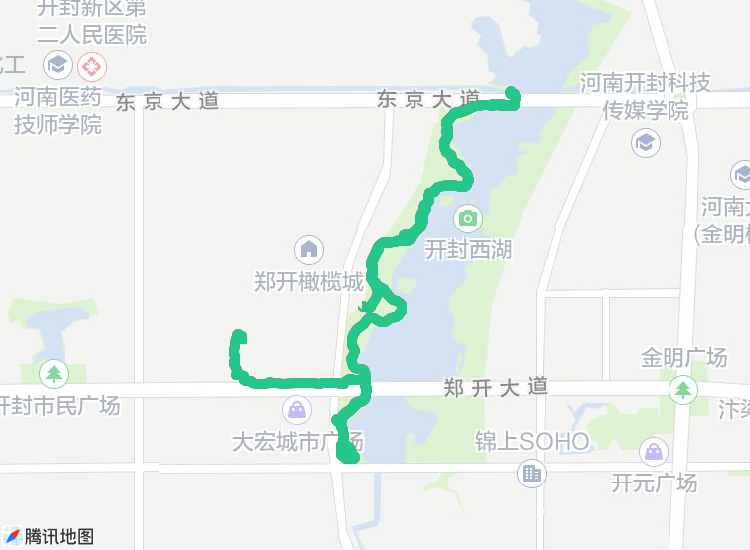 开封新区第
二人民医院
化工
河南医药
技师学院
东京大道
东京大道
河南开封科技
传媒学院
河南大
(金明校
开封西湖
郑开橄榄城
金明广场
郑开大道
开封市民广场
汴梁
大宏城市广场
锦上SOHO
开元广场
腾讯地图